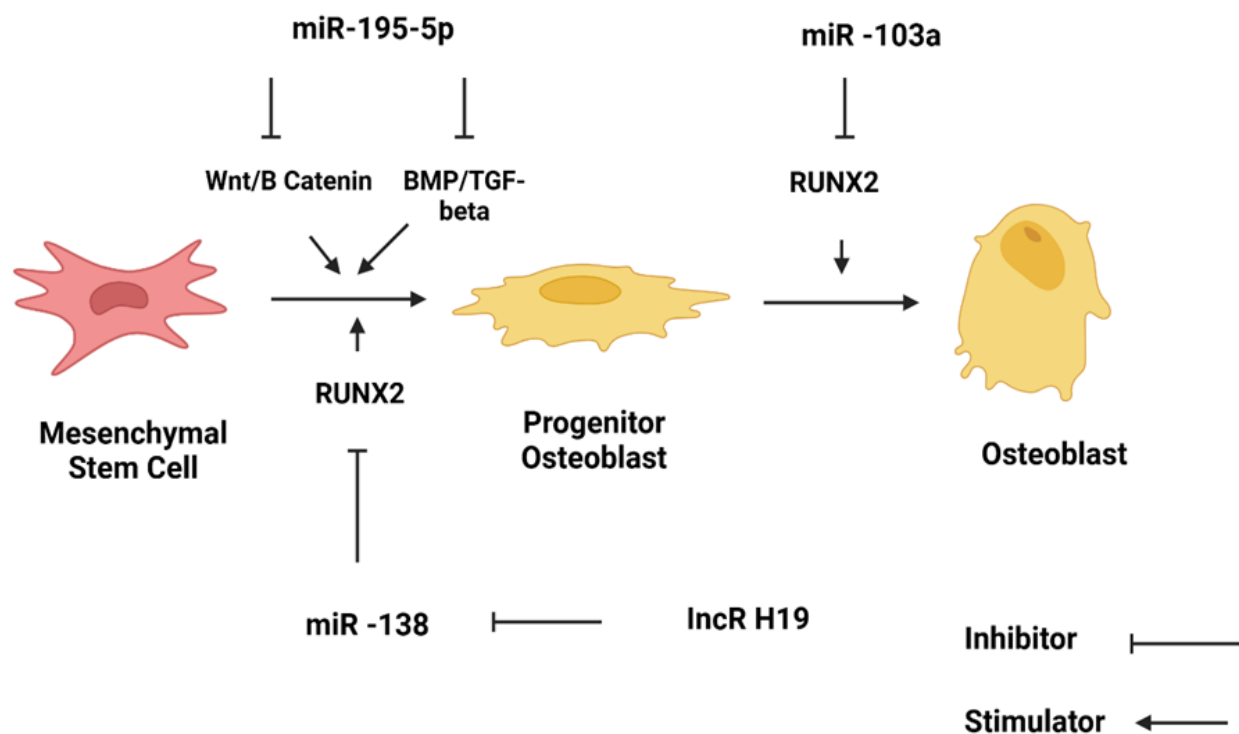 miR-195-5p
miR -103a
Wnt/B Catenin
BMP/TGF-
beta
RUNX2
RUNX2
Mesenchymal
Stem Cell
Progenitor
Osteoblast
Osteoblast
miR -138
lncR H19
Inhibitor
Stimulator